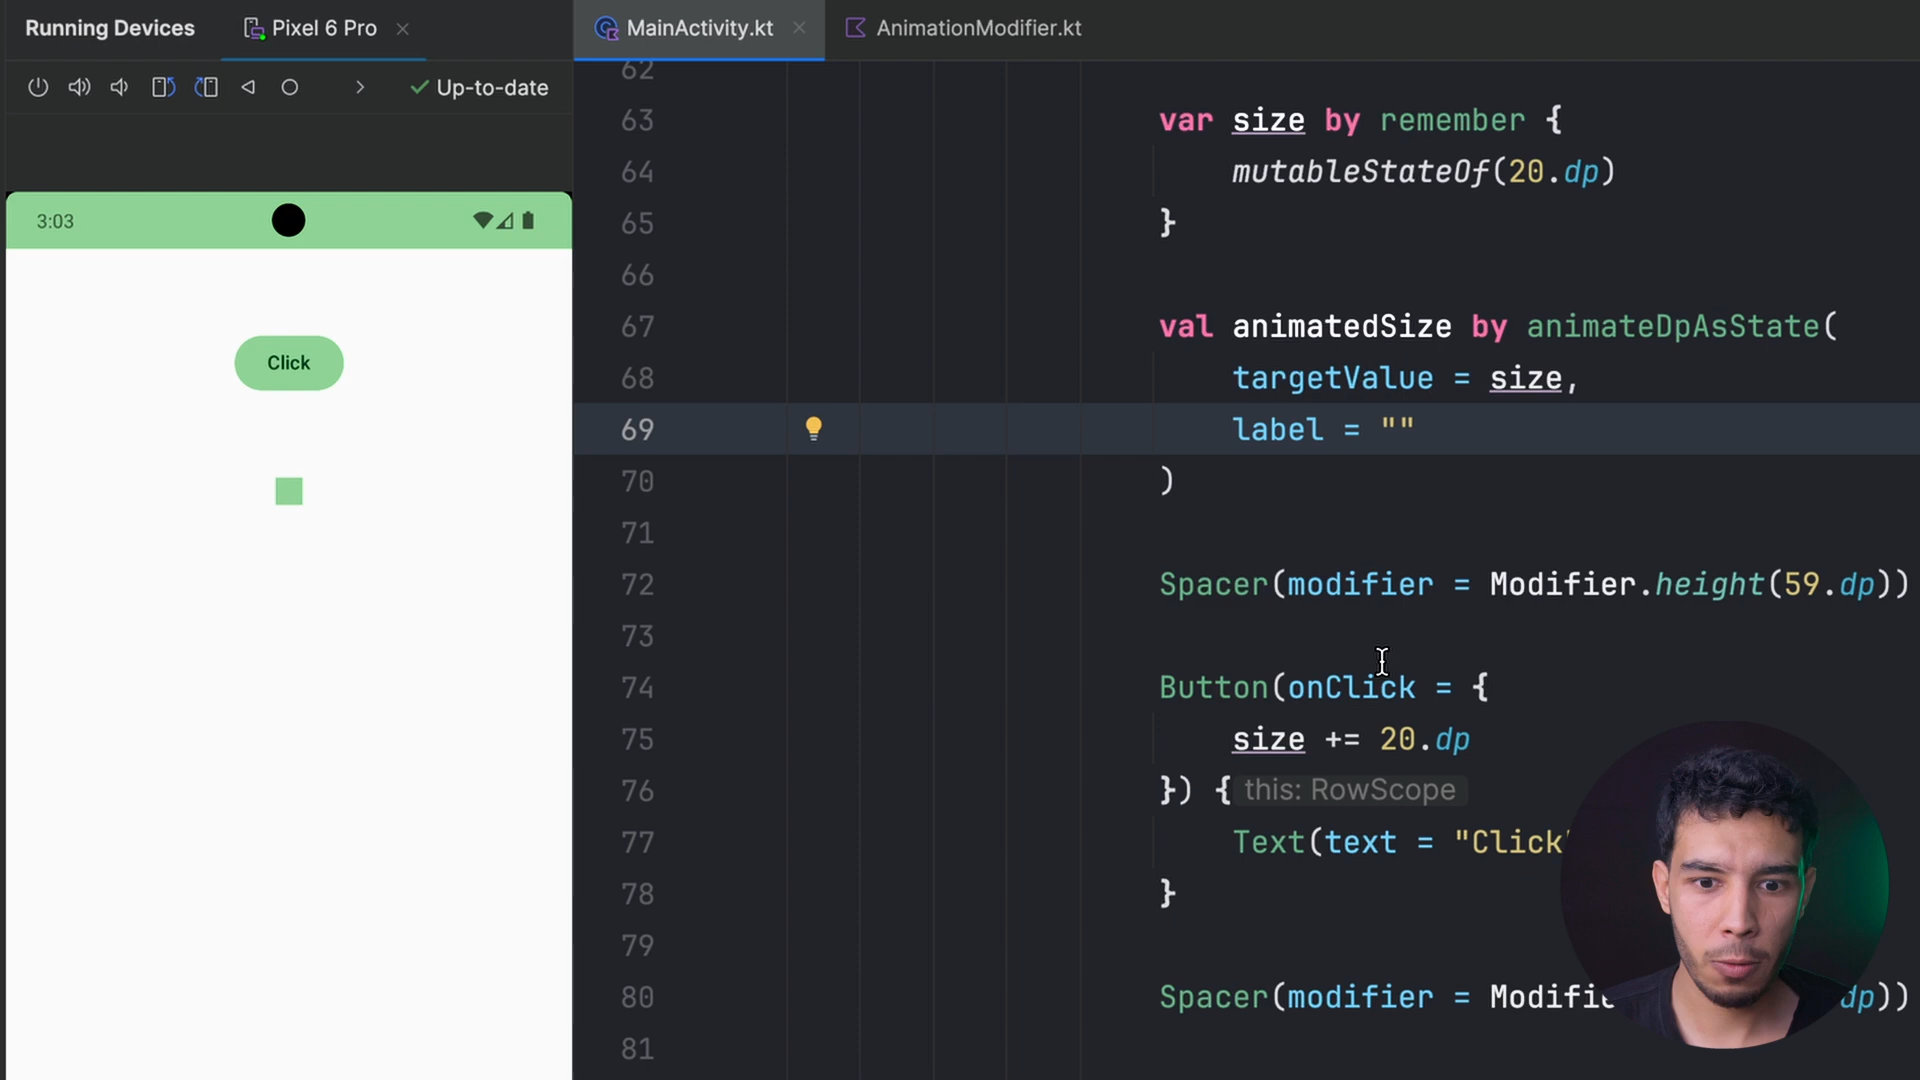 Running Devices
Pixel 6 Pro
MainActivity.kt
AnimationModifier.kt
Up-to-date
3:03
Click
62
63 var size by remember {
64 mutableStateOf(20.dp)
65 }
66
67 val animatedSize by animateDpAsState(
68 targetValue = size,
69 label = ""
70 )
71
72 Spacer(modifier = Modifier.height(59.dp))
73
74 Button(onClick = {
75 size += 20.dp
76 }) { this: RowScope
77 Text(text = "Click"
78 }
79
80 Spacer(modifier = dp))
81